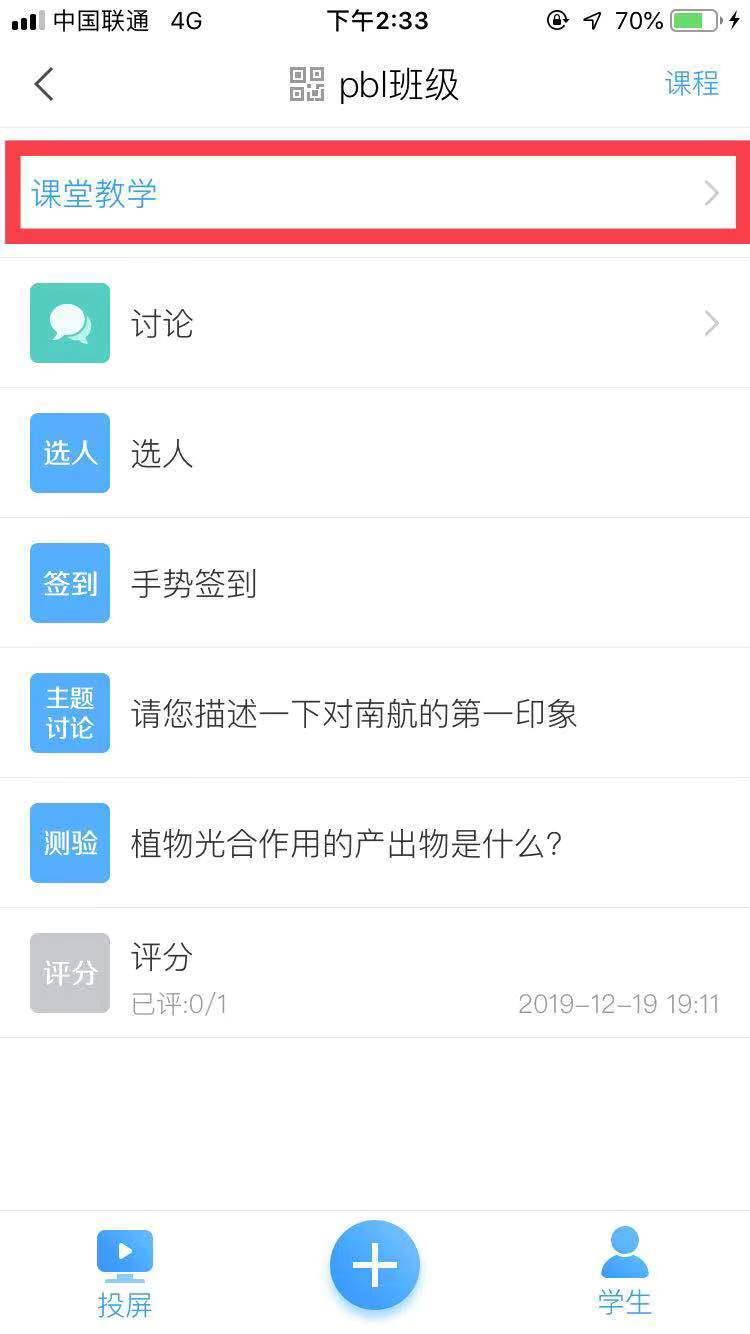 中国联通 4G 下午2:33 70%
pbl班级 课程
课堂教学
讨论
选人 选人
签到 手势签到
主题
讨论
请您描述一下对南航的第一印象
测验 植物光合作用的产出物是什么?
评分 评分
已评:0/1 2019-12-19 19:11
投屏 学生